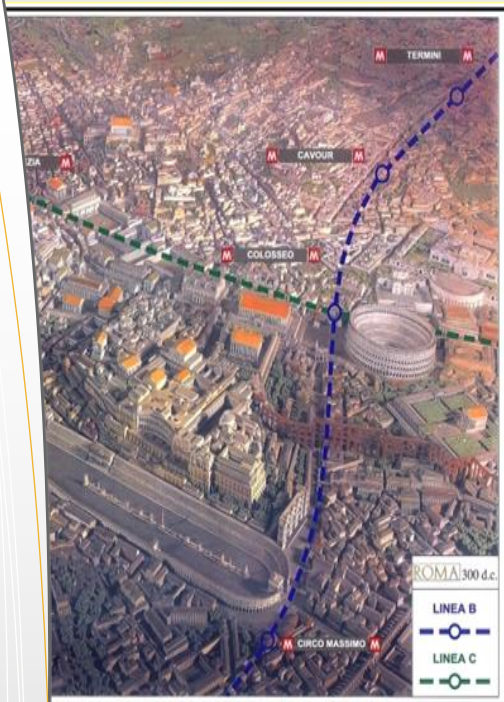 M TERMINI M
M CAVOUR M
ZIA M
M COLOSSEO M
ROMA 300 d.c.
LINEA B
LINEA C
M CIRCO MASSIMO M